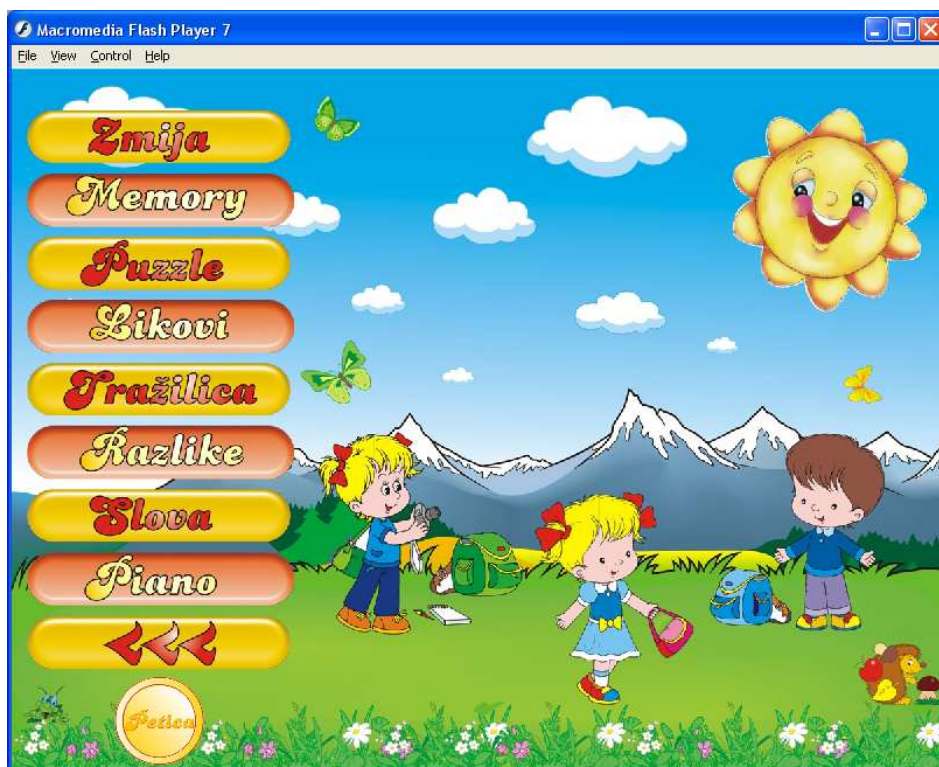 Macromedia Flash Player 7
File View Control Help
Zmija
Memory
Puzzle
Likovi
Tražilica
Razlike
Slova
Piano
Petica